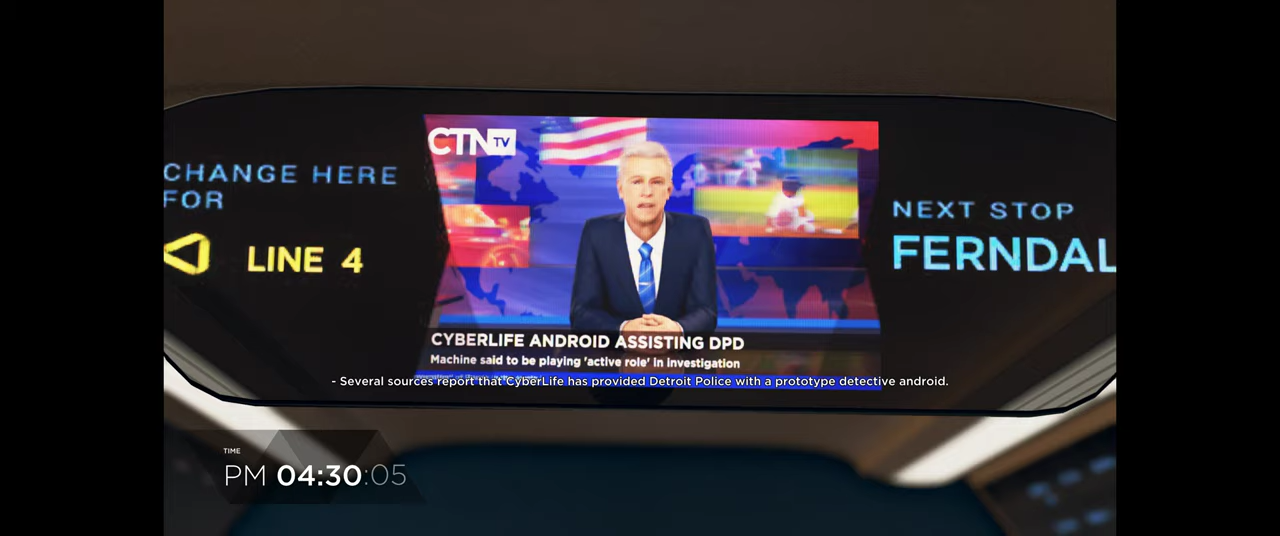 CTN TV
CHANGE HERE
FOR
LINE 4
NEXT STOP
FERNDAL
CYBERLIFE ANDROID ASSISTING DPD
Machine said to be playing 'active role' in investigation
- Several sources report that CyberLife has provided Detroit Police with a prototype detective android.
TIME
PM 04:30:05